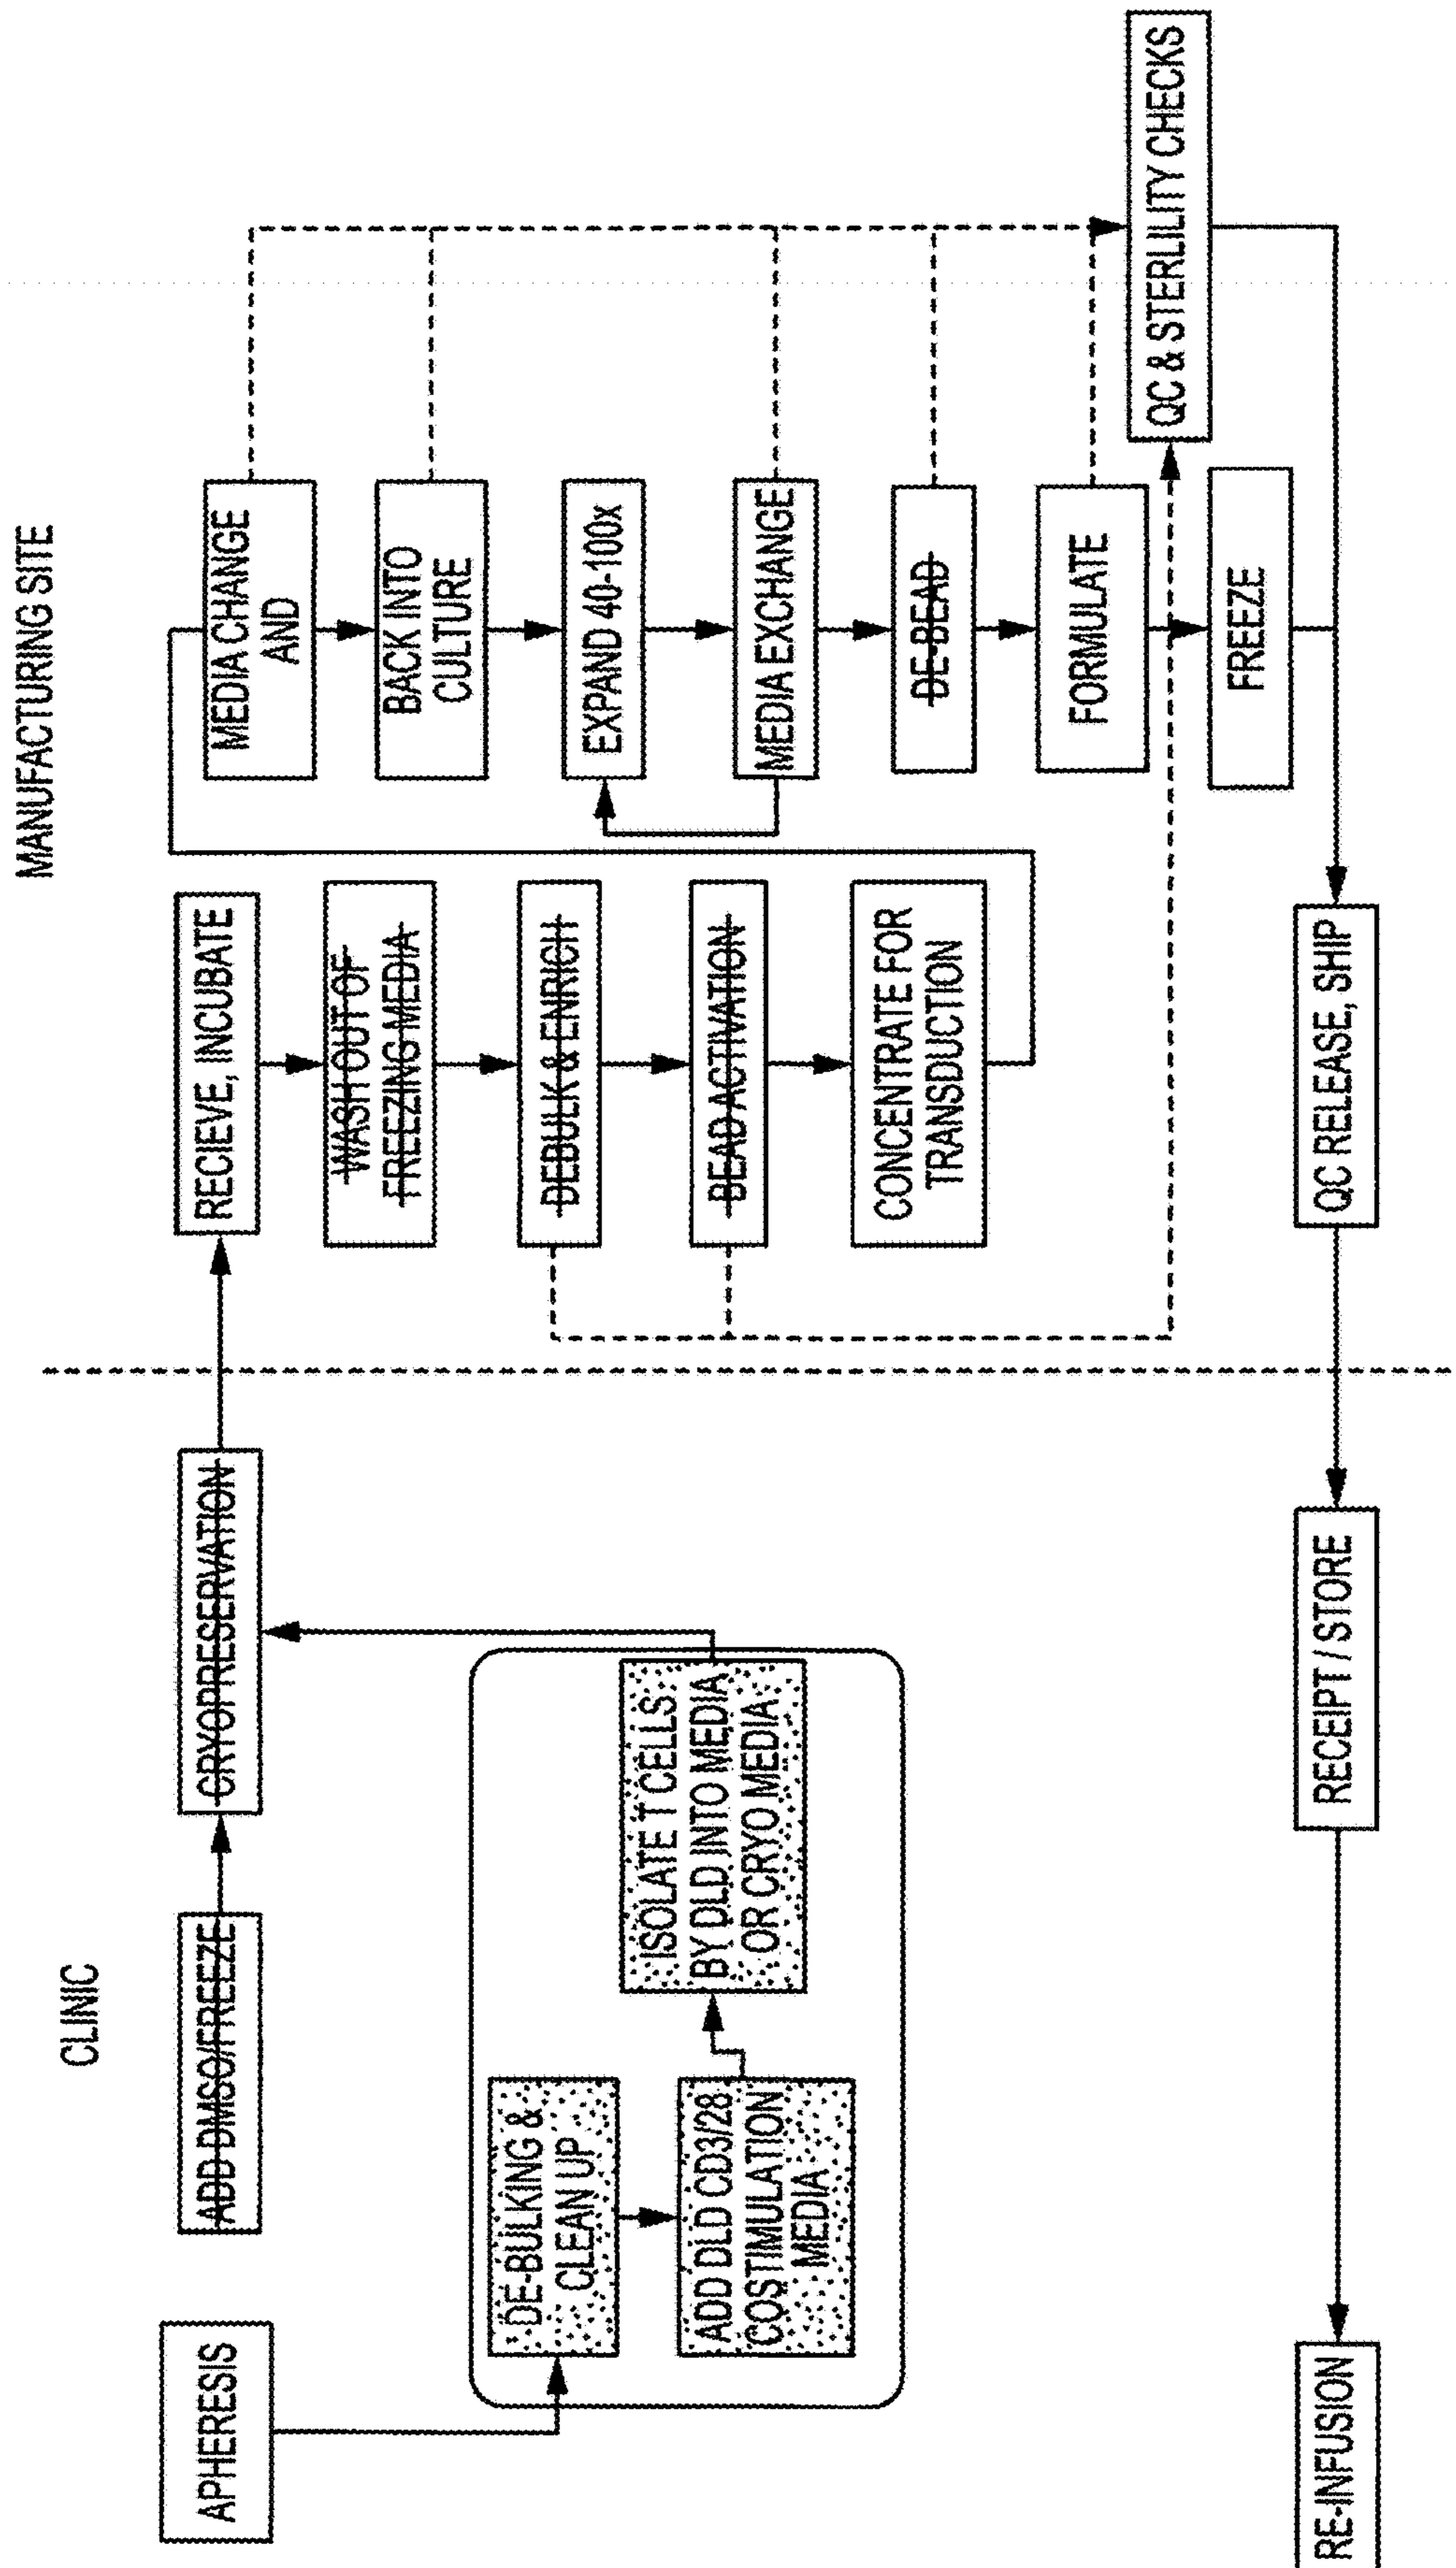 CLINIC
MANUFACTURING SITE
APHERESIS
ADD DMSO/FREEZE
CRYOPRESERVATION
DE-BULKING &
CLEAN UP
ADD DLD CD3/28
COSTIMULATION
MEDIA
ISOLATE T CELLS
BY DLD INTO MEDIA
OR CRYO MEDIA
RECIEVE, INCUBATE
WASH OUT OF
FREEZING MEDIA
DEBULK & ENRICH
BEAD ACTIVATION
CONCENTRATE FOR
TRANSDUCTION
MEDIA CHANGE
AND
BACK INTO
CULTURE
EXPAND 40-100x
MEDIA EXCHANGE
DE-BEAD
FORMULATE
FREEZE
QC & STERLILITY CHECKS
QC RELEASE, SHIP
RECEIPT / STORE
RE-INFUSION